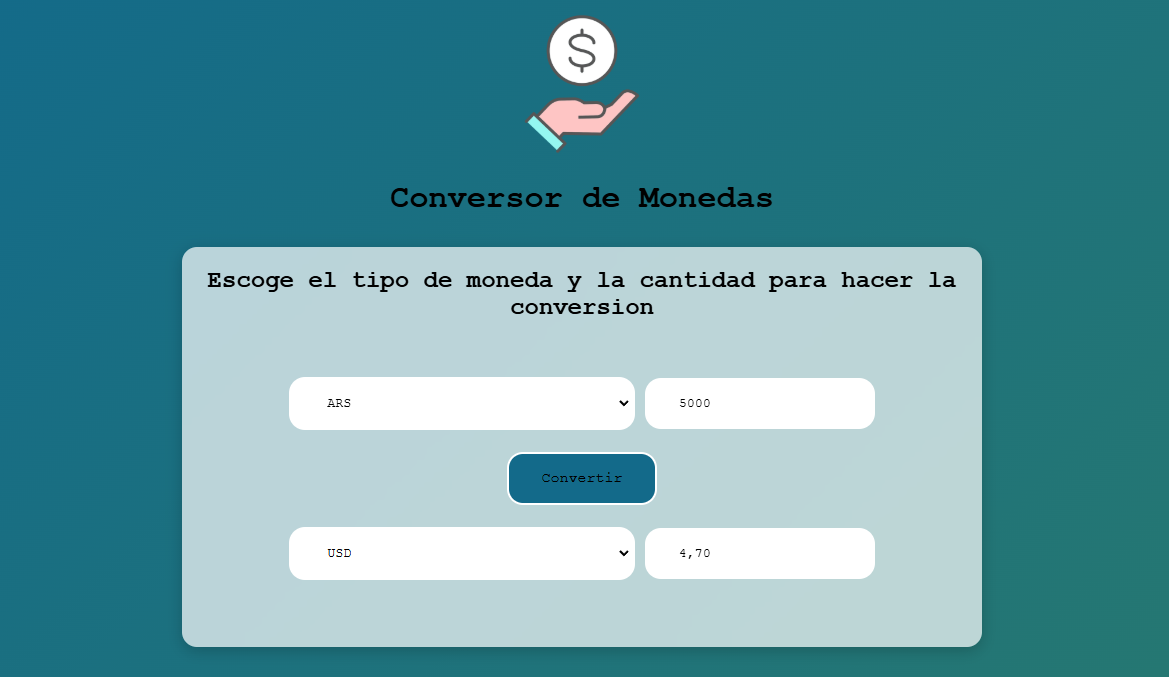 $
Conversor de Monedas
Escoge el tipo de moneda y la cantidad para hacer la
conversion
ARS 5000
Convertir
USD 4,70